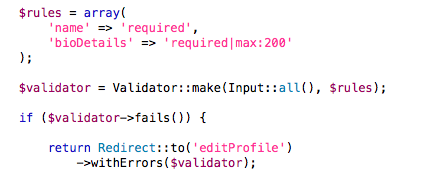 $rules = array(
    'name' => 'required',
    'bioDetails' => 'required|max:200'
);
$validator = Validator::make(Input::all(), $rules);
if ($validator->fails()) {
    return Redirect::to('editProfile')
        ->withErrors($validator);